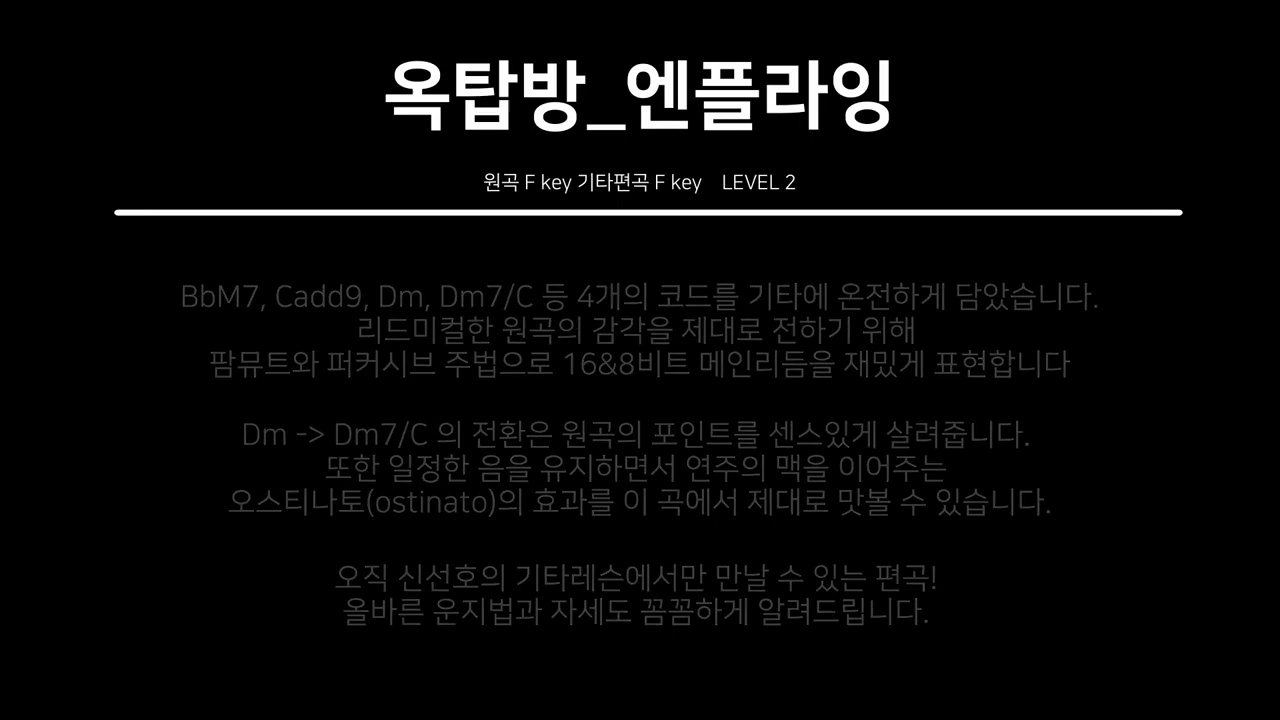 옥탑방_엔플라잉
원곡 F key 기타편곡 F key LEVEL 2
BbM7, Cadd9, Dm, Dm7/C 등 4개의 코드를 기타에 온전하게 담았습니다.
리드미컬한 원곡의 감각을 제대로 전하기 위해
팜뮤트와 퍼커시브 주법으로 16&8비트 메인리듬을 재밌게 표현합니다
Dm -> Dm7/C 의 전환은 원곡의 포인트를 센스있게 살려줍니다.
또한 일정한 음을 유지하면서 연주의 맥을 이어주는
오스티나토(ostinato)의 효과를 이 곡에서 제대로 맛볼 수 있습니다.
오직 신선호의 기타레슨에서만 만날 수 있는 편곡!
올바른 운지법과 자세도 꼼꼼하게 알려드립니다.